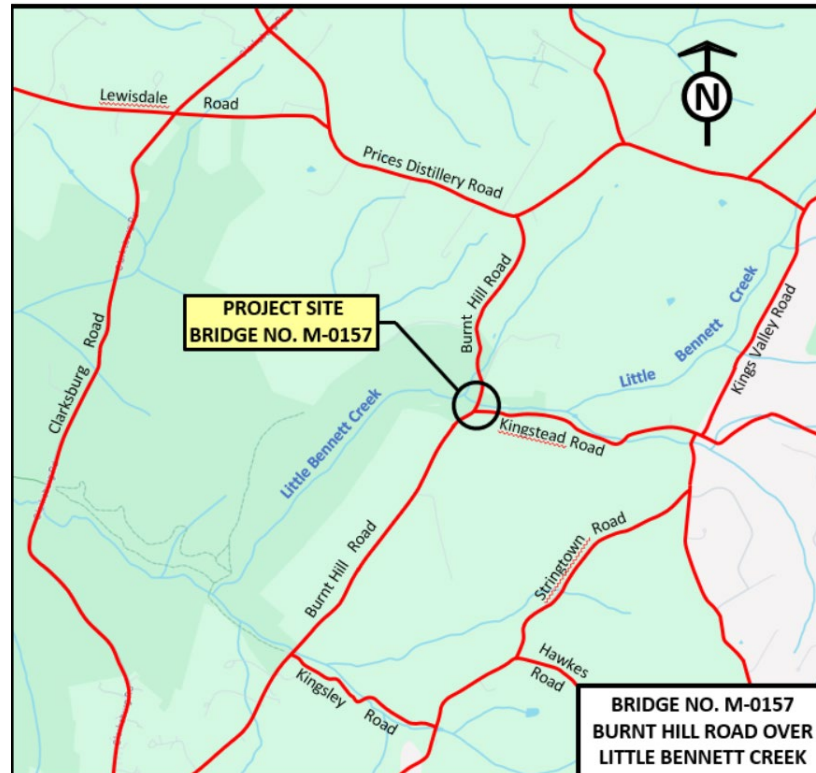 N
Lewisdale Road
Prices Distillery Road
Burnt Hill Road
PROJECT SITE
BRIDGE NO. M-0157
Clarksburg Road
Little Bennett Creek
Kings Valley Road
Little Bennett Creek
Kingstead Road
Burnt Hill Road
Stringtown Road
Hawkes
Road
Kingsley Road
BRIDGE NO. M-0157
BURNT HILL ROAD OVER
LITTLE BENNETT CREEK